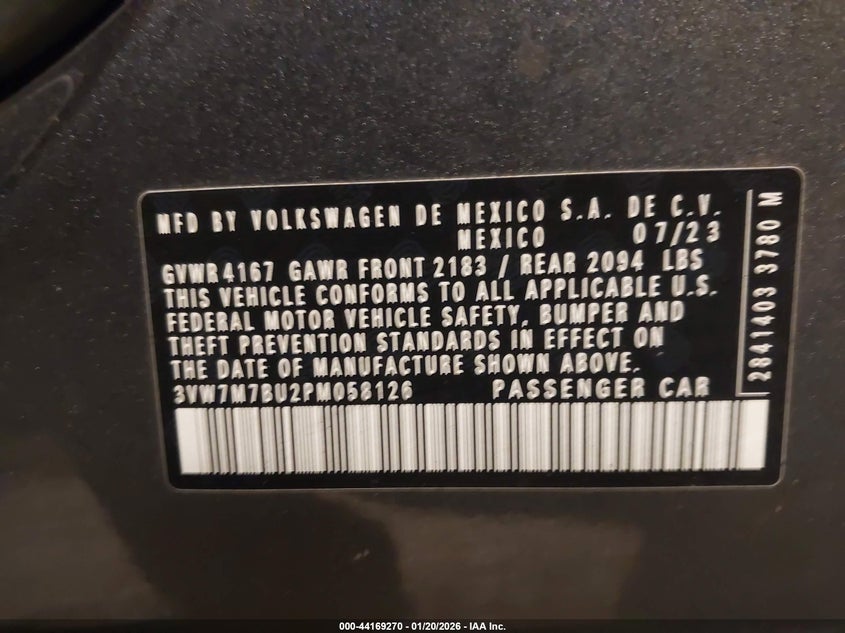 MFD BY VOLKSWAGEN DE MEXICO S.A. DE C.V.
MEXICO 07/23
GVWR 4167 GAWR FRONT 2183 / REAR 2094 LBS
THIS VEHICLE CONFORMS TO ALL APPLICABLE U.S.
FEDERAL MOTOR VEHICLE SAFETY, BUMPER AND
THEFT PREVENTION STANDARDS IN EFFECT ON
THE DATE OF MANUFACTURE SHOWN ABOVE.
3VW7M7BU2PM058126 PASSENGER CAR
2841403 3780 M
000-44169270 - 01/20/2026 - IAA Inc.